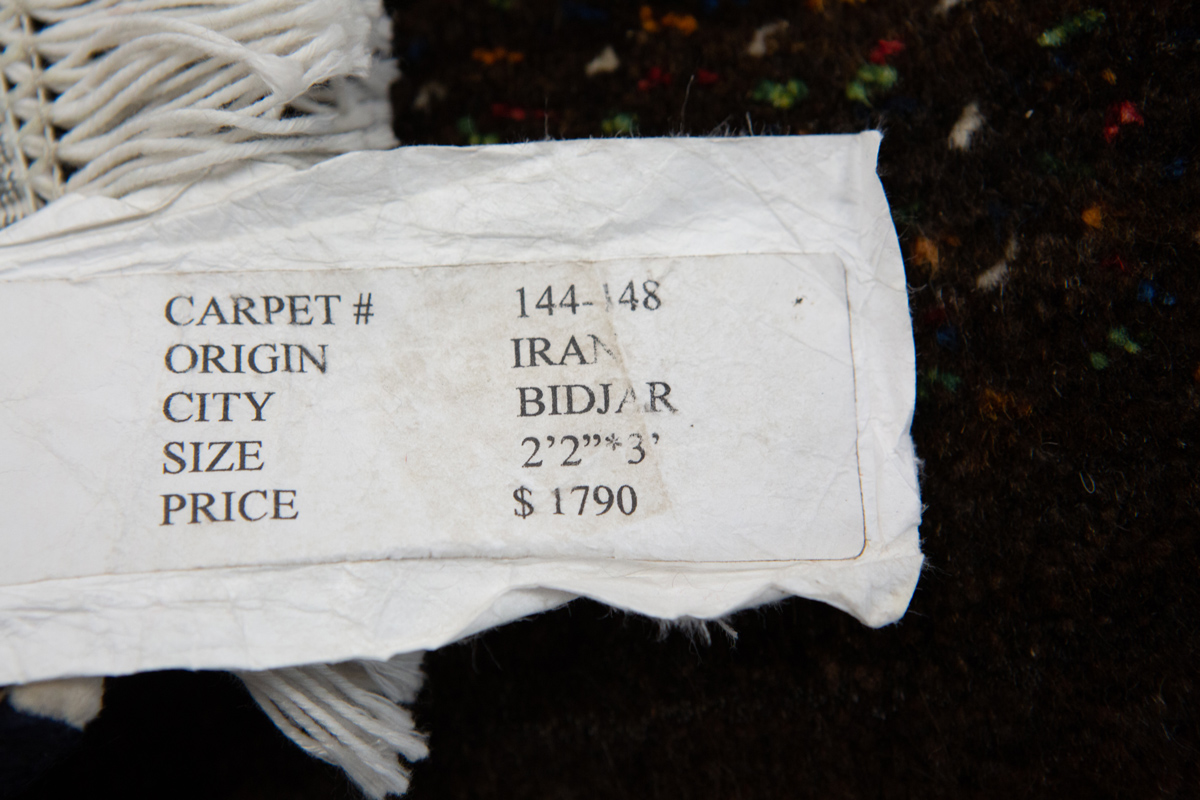 CARPET # 144-148
ORIGIN IRAN
CITY BIDJAR
SIZE 2’2”*3’
PRICE $ 1790